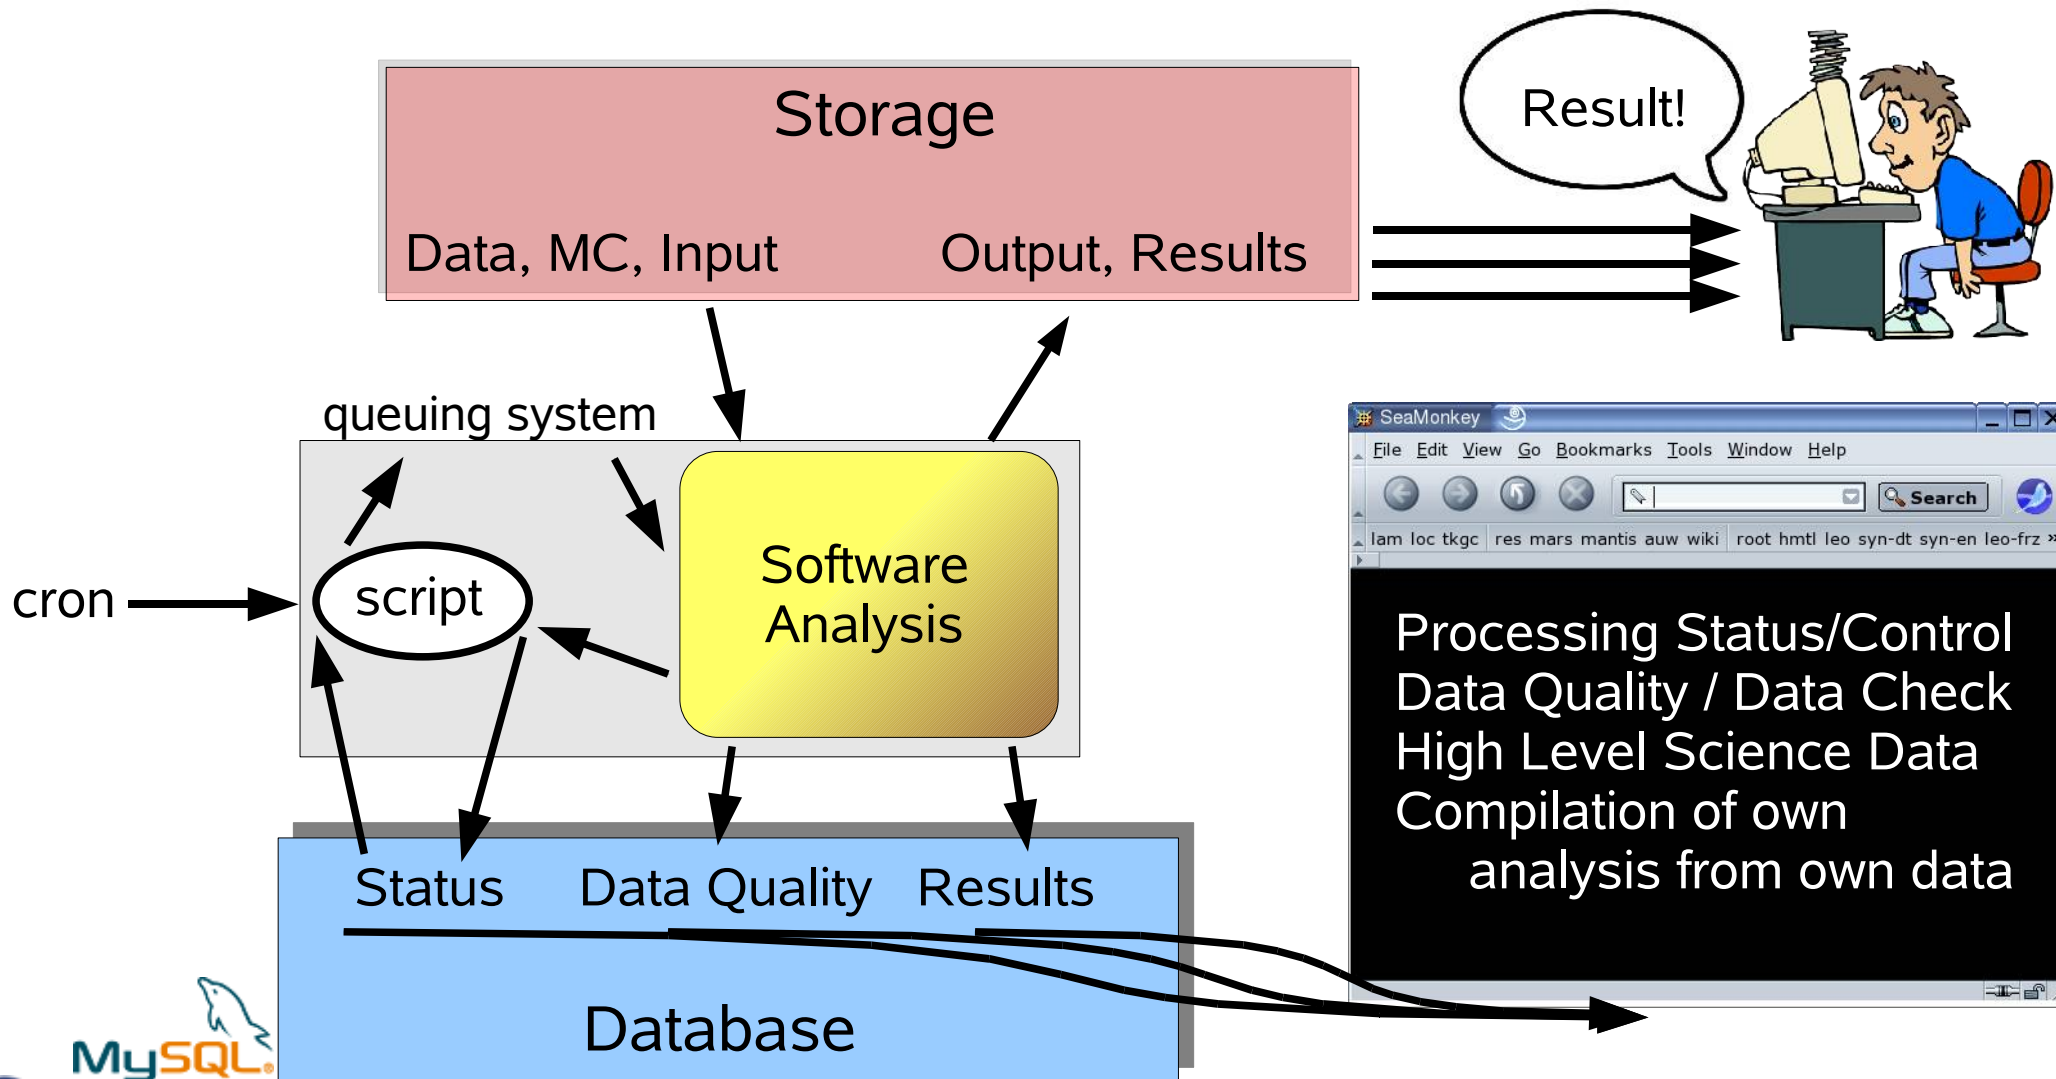 Storage
Data, MC, Input
Output, Results
Result!
queuing system
cron
script
Software
Analysis
Status
Data Quality
Results
Database
MySQL®
SeaMonkey
File Edit View Go Bookmarks Tools Window Help
Search
lam loc tkgc res mars mantis auw wiki root hmtl leo syn-dt syn-en leo-frz »
Processing Status/Control
Data Quality / Data Check
High Level Science Data
Compilation of own
analysis from own data